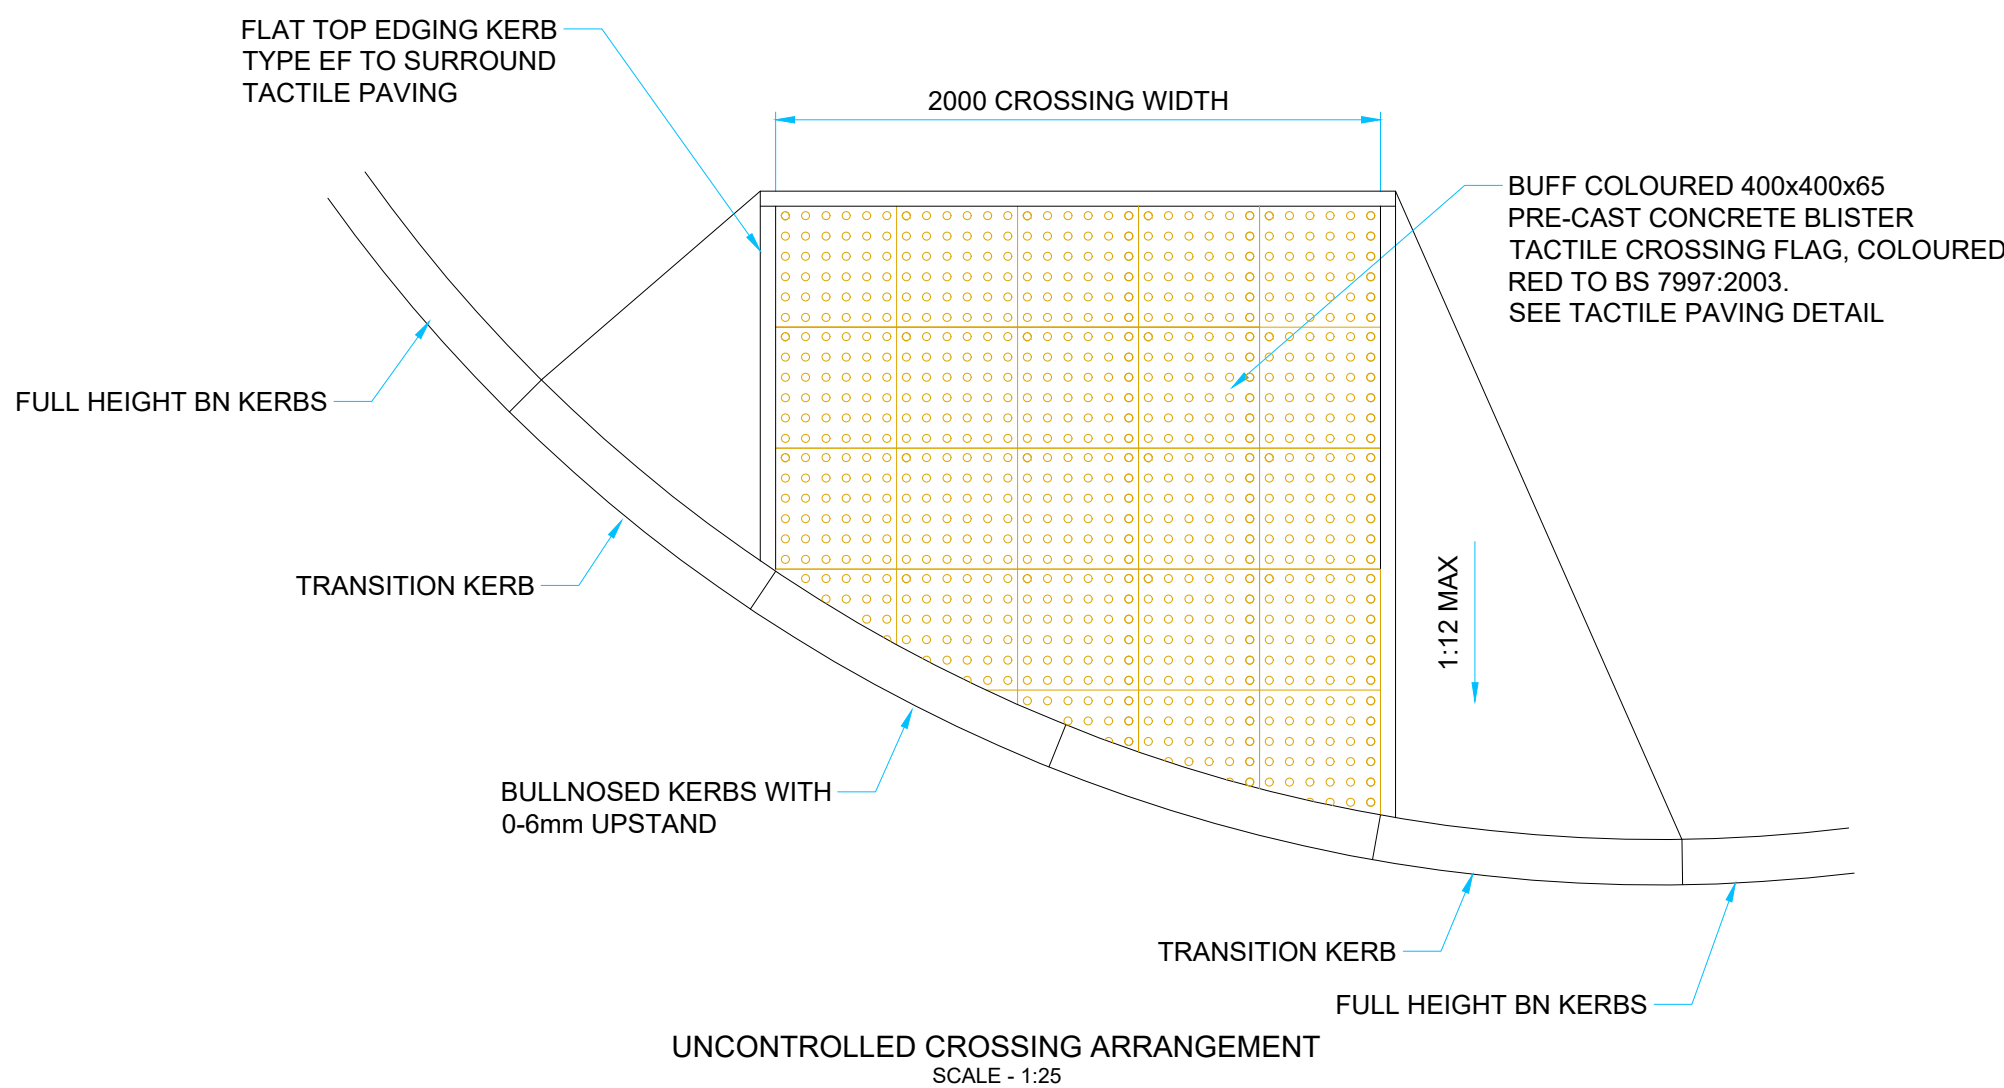 FLAT TOP EDGING KERB
TYPE EF TO SURROUND
TACTILE PAVING
2000 CROSSING WIDTH
BUFF COLOURED 400x400x65
PRE-CAST CONCRETE BLISTER
TACTILE CROSSING FLAG, COLOURED
RED TO BS 7997:2003.
SEE TACTILE PAVING DETAIL
FULL HEIGHT BN KERBS
TRANSITION KERB
1:12 MAX
BULLNOSED KERBS WITH
0-6mm UPSTAND
TRANSITION KERB
FULL HEIGHT BN KERBS
UNCONTROLLED CROSSING ARRANGEMENT
SCALE - 1:25